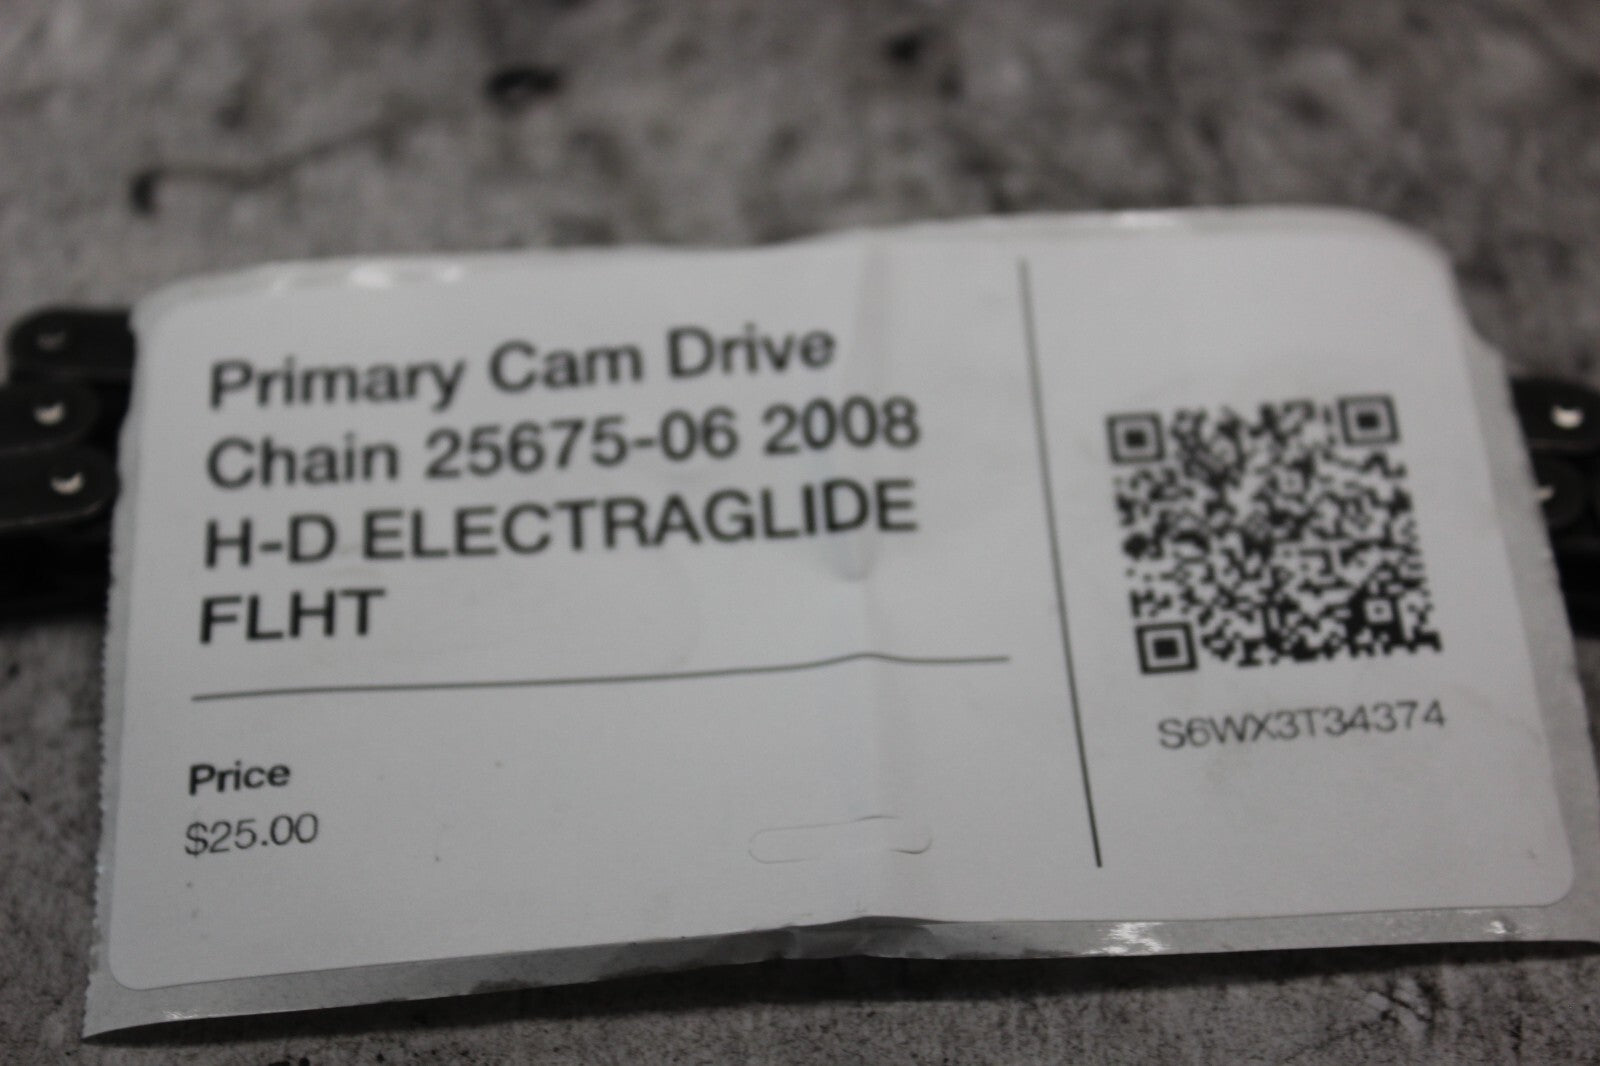 Primary Cam Drive
Chain 25675-06 2008
H-D ELECTRAGLIDE
FLHT
Price
$25.00
S6WX3T34374